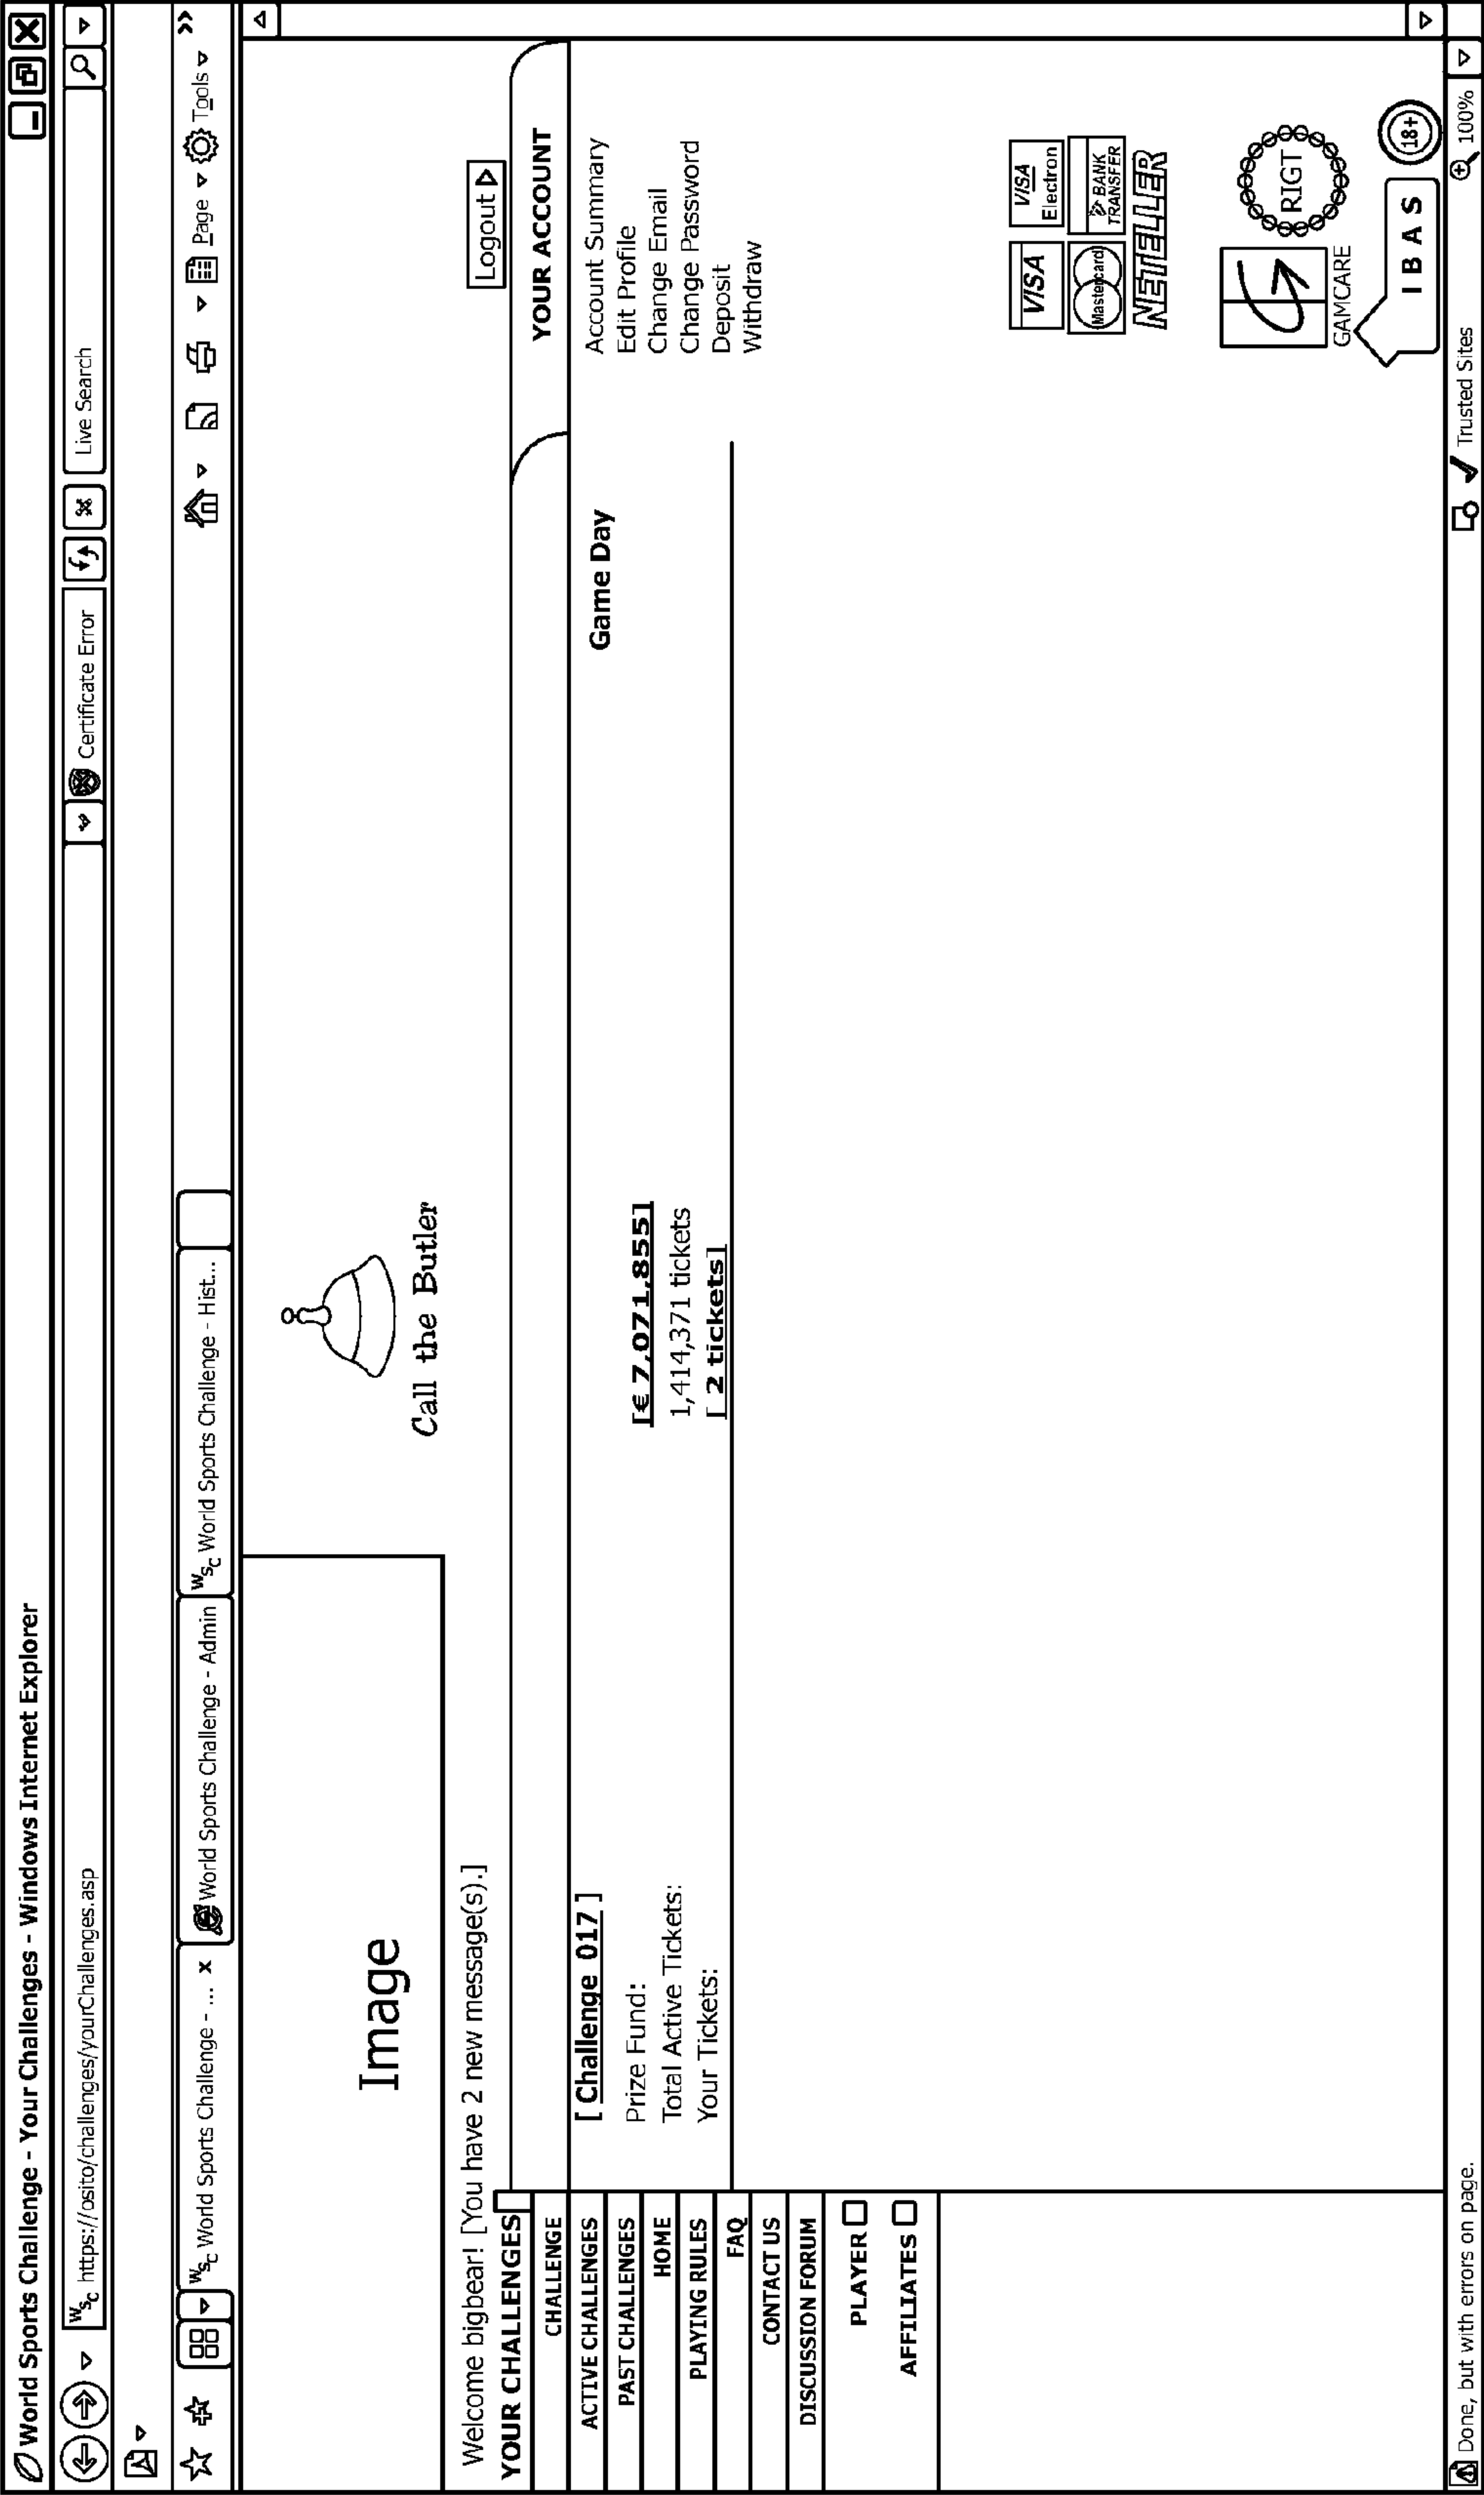 World Sports Challenge - Your Challenges - Windows Internet Explorer
WSC https://osito/challenges/yourChallenges.asp
Certificate Error
Live Search
WSC World Sports Challenge - ... x
World Sports Challenge - Admin
WSC World Sports Challenge - Hist...
Page
Tools
Image
Call the Butler
Welcome bigbear! [You have 2 new message(s).]
Logout
YOUR CHALLENGES
CHALLENGE
ACTIVE CHALLENGES
PAST CHALLENGES
HOME
PLAYING RULES
FAQ
CONTACT US
DISCUSSION FORUM
PLAYER
AFFILIATES
[ Challenge 017 ]
Game Day
Prize Fund: [€ 7,071,855]
Total Active Tickets: 1,414,371 tickets
Your Tickets: [ 2 tickets]
YOUR ACCOUNT
Account Summary
Edit Profile
Change Email
Change Password
Deposit
Withdraw
VISA
VISA Electron
Mastercard
BANK TRANSFER
NETELLER
GAMCARE
RIGT
I B A S
18+
Done, but with errors on page.
Trusted Sites
100%